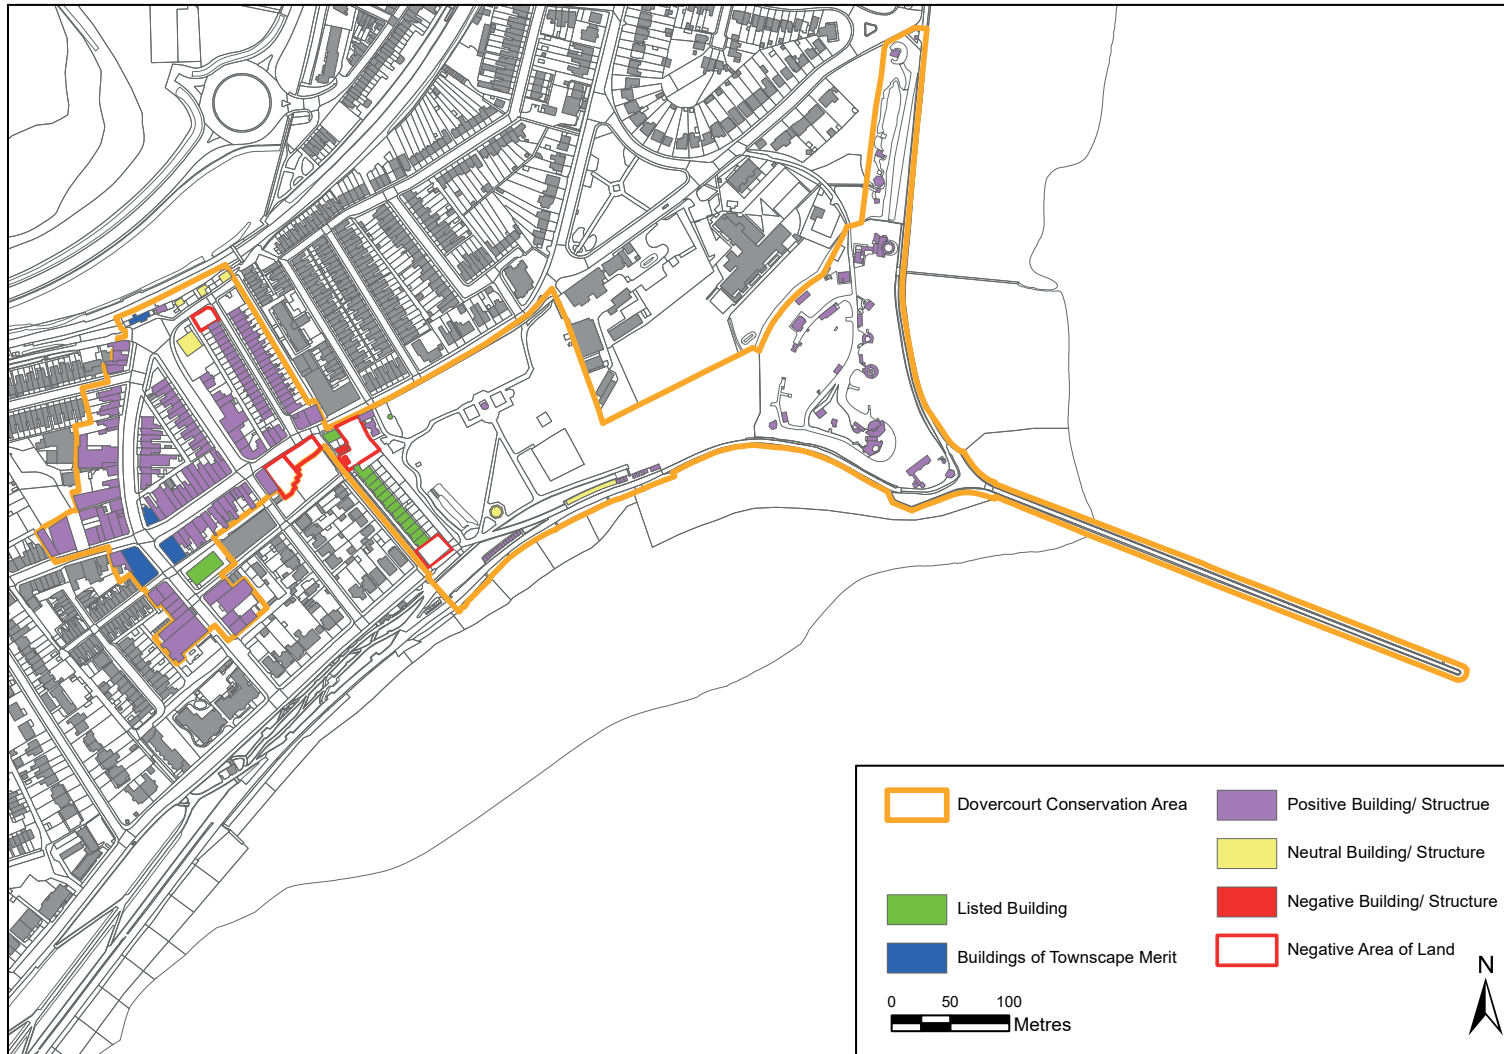 Dovercourt Conservation Area
Listed Building
Buildings of Townscape Merit
Positive Building/ Structrue
Neutral Building/ Structure
Negative Building/ Structure
Negative Area of Land
0 50 100
Metres
N